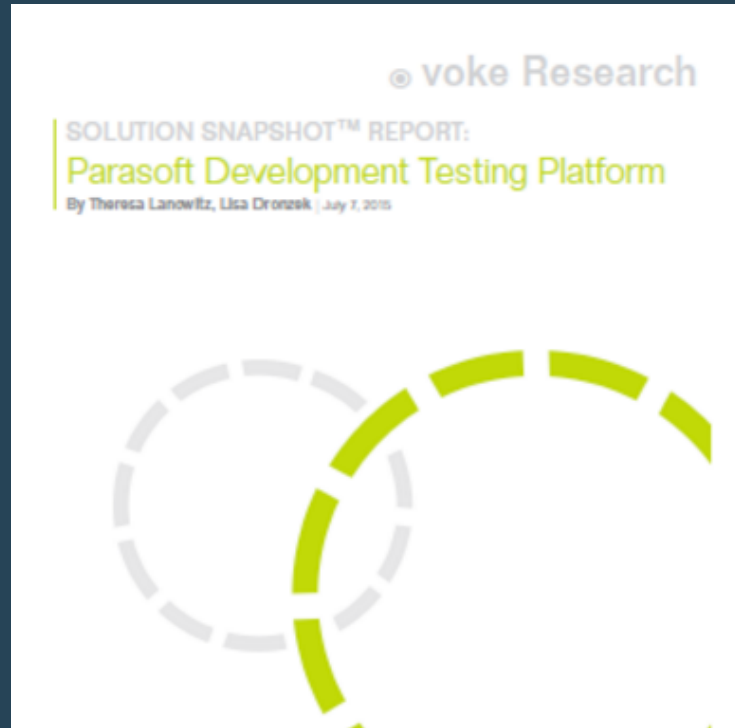 voke Research
SOLUTION SNAPSHOT™ REPORT:
Parasoft Development Testing Platform
By Theresa Lanowitz, Lisa Dronzek | July 7, 2015